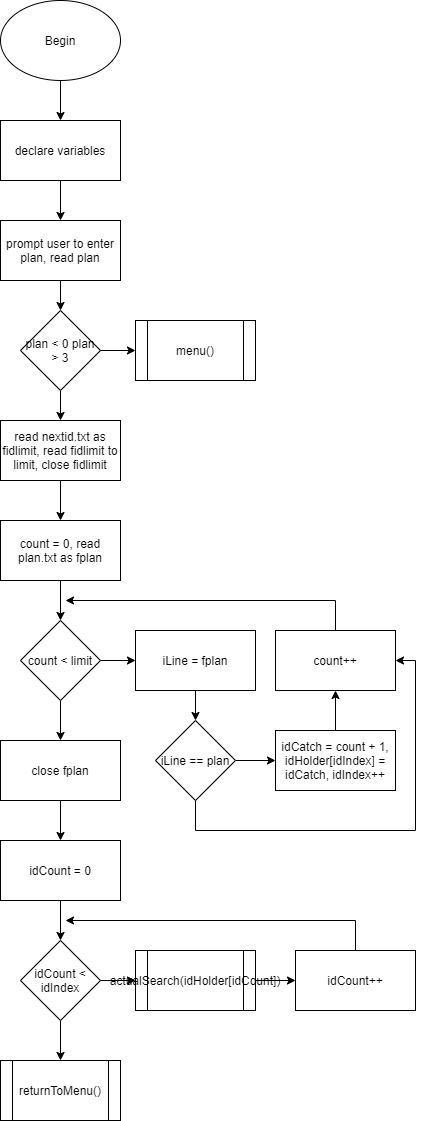 Begin
declare variables
prompt user to enter
plan, read plan
plan < 0 plan
> 3
menu()
read nextid.txt as
fidlimit, read fidlimit to
limit, close fidlimit
count = 0, read
plan.txt as fplan
count < limit
iLine = fplan
count++
iLine == plan
idCatch = count + 1,
idHolder[idIndex] =
idCatch, idIndex++
close fplan
idCount = 0
idCount <
idIndex
actualSearch(idHolder[idCount])
idCount++
returnToMenu()